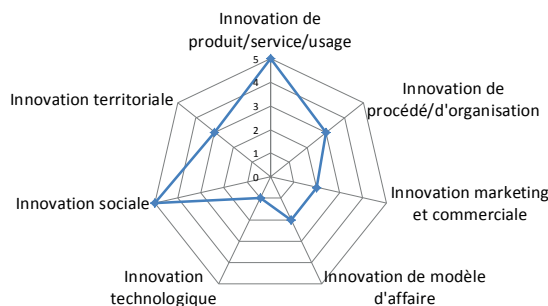 Innovation de
produit/service/usage
Innovation de
procédé/d'organisation
Innovation marketing
et commerciale
Innovation de modèle
d'affaire
Innovation
technologique
Innovation sociale
Innovation territoriale
5
4
3
2
1
0